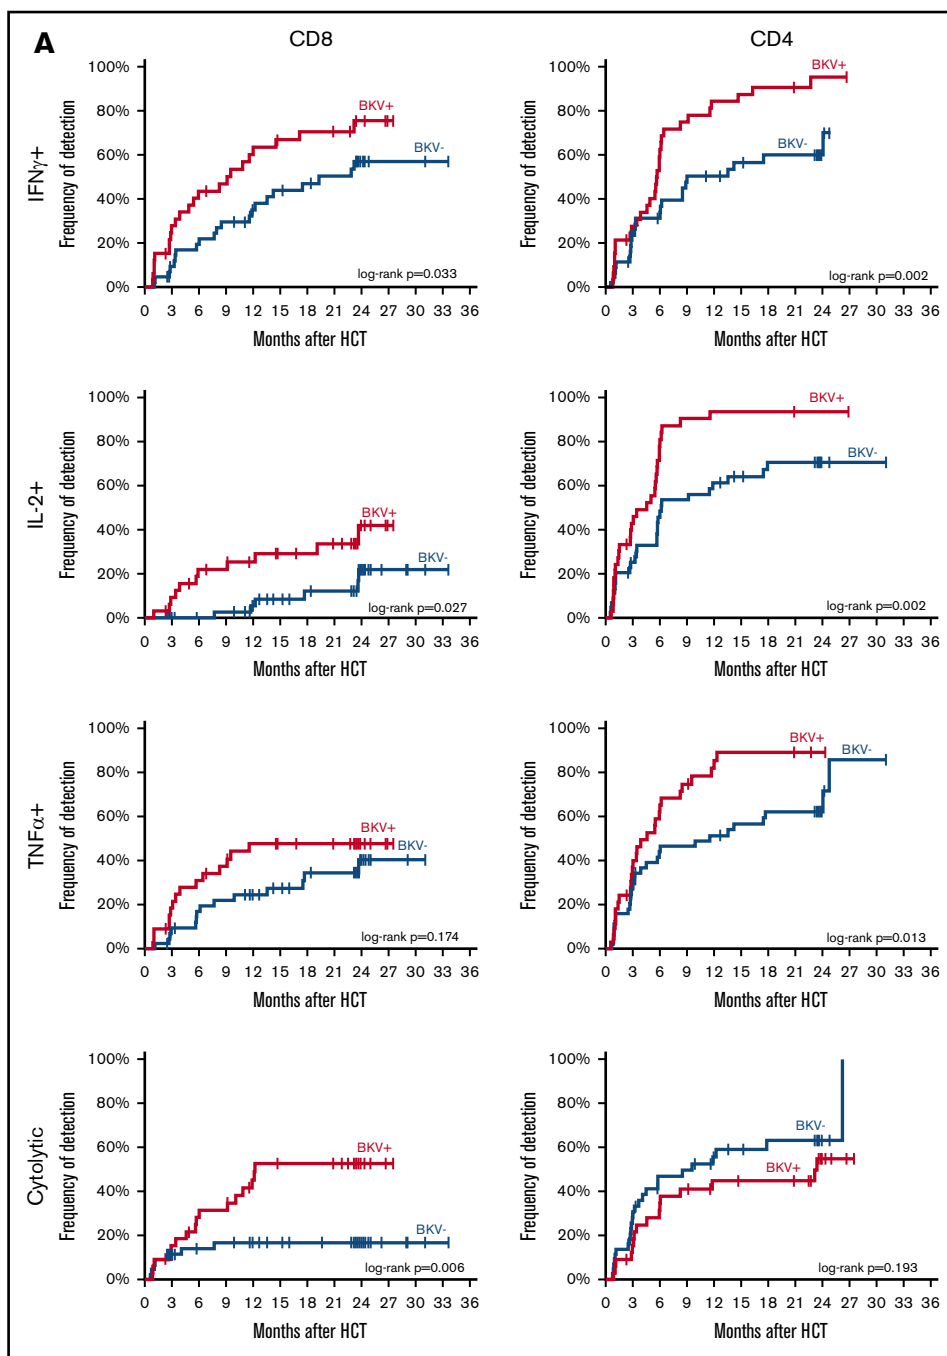 A
CD8
CD4
IFNγ+
Frequency of detection
100%
80%
60%
40%
20%
0%
BKV+
BKV-
log-rank p=0.033
0 3 6 9 12 15 18 21 24 27 30 33 36
Months after HCT
Frequency of detection
100%
80%
60%
40%
20%
0%
BKV+
BKV-
log-rank p=0.002
0 3 6 9 12 15 18 21 24 27 30 33 36
Months after HCT
IL-2+
Frequency of detection
100%
80%
60%
40%
20%
0%
BKV+
BKV-
log-rank p=0.027
0 3 6 9 12 15 18 21 24 27 30 33 36
Months after HCT
Frequency of detection
100%
80%
60%
40%
20%
0%
BKV+
BKV-
log-rank p=0.002
0 3 6 9 12 15 18 21 24 27 30 33 36
Months after HCT
TNFα+
Frequency of detection
100%
80%
60%
40%
20%
0%
BKV+
BKV-
log-rank p=0.174
0 3 6 9 12 15 18 21 24 27 30 33 36
Months after HCT
Frequency of detection
100%
80%
60%
40%
20%
0%
BKV+
BKV-
log-rank p=0.013
0 3 6 9 12 15 18 21 24 27 30 33 36
Months after HCT
Cytolytic
Frequency of detection
100%
80%
60%
40%
20%
0%
BKV+
BKV-
log-rank p=0.006
0 3 6 9 12 15 18 21 24 27 30 33 36
Months after HCT
Frequency of detection
100%
80%
60%
40%
20%
0%
BKV-
BKV+
log-rank p=0.193
0 3 6 9 12 15 18 21 24 27 30 33 36
Months after HCT